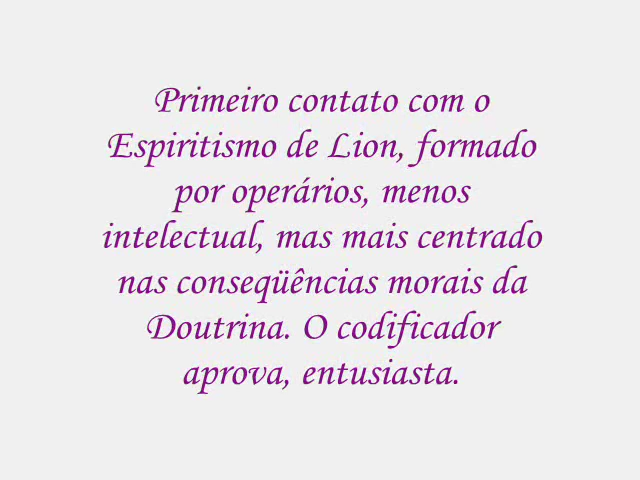 Primeiro contato com o
Espiritismo de Lion, formado
por operários, menos
intelectual, mas mais centrado
nas conseqüências morais da
Doutrina. O codificador
aprova, entusiasta.